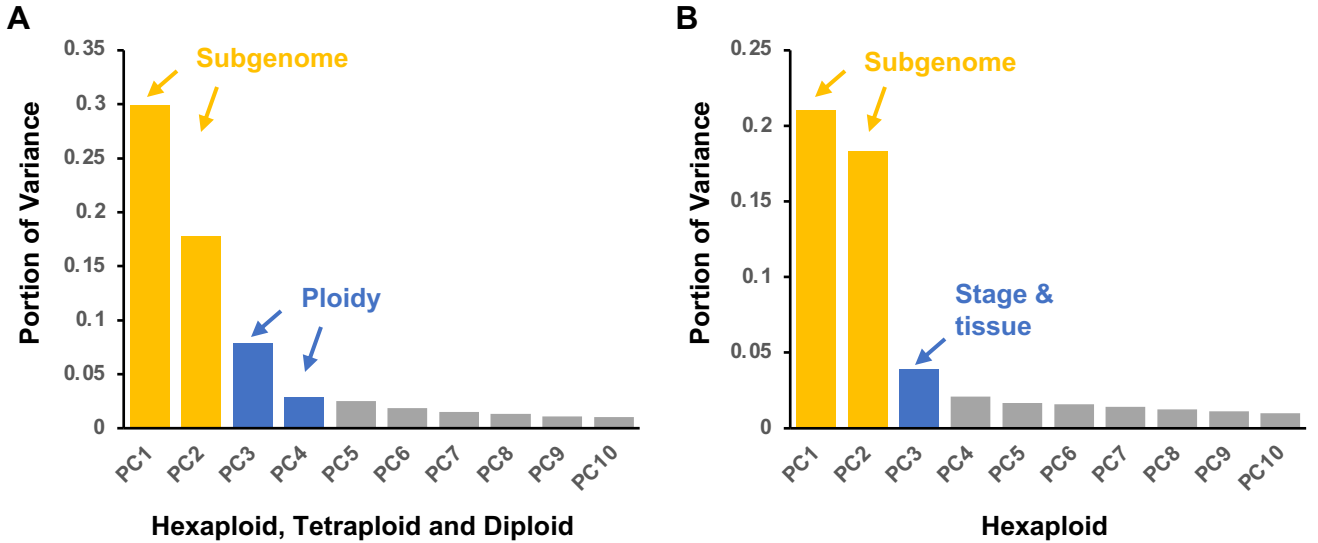 A
Portion of Variance
0.35
0.3
0.25
0.2
0.15
0.1
0.05
0
Subgenome
Ploidy
PC1
PC2
PC3
PC4
PC5
PC6
PC7
PC8
PC9
PC10
Hexaploid, Tetraploid and Diploid
B
Portion of Variance
0.25
0.2
0.15
0.1
0.05
0
Subgenome
Stage &
tissue
PC1
PC2
PC3
PC4
PC5
PC6
PC7
PC8
PC9
PC10
Hexaploid